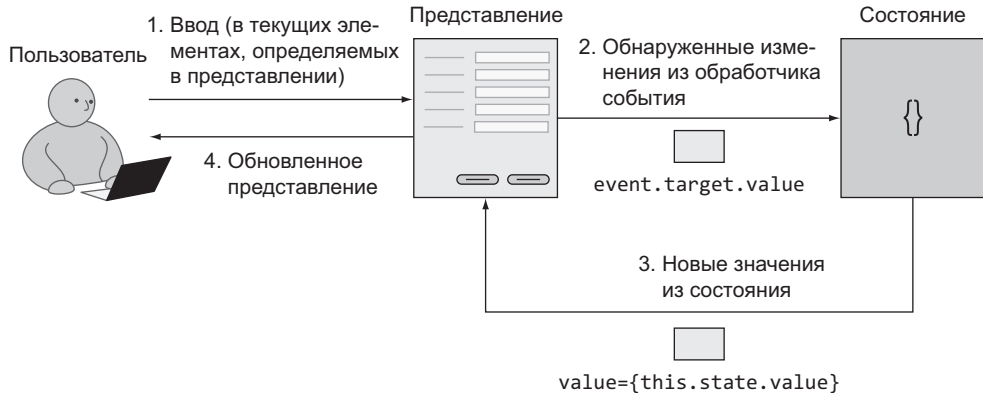 Пользователь
1. Ввод (в текущих эле-
ментах, определяемых
в представлении)
Представление
2. Обнаруженные изме-
нения из обработчика
события
event.target.value
Состояние
{}
3. Новые значения
из состояния
value={this.state.value}
4. Обновленное
представление